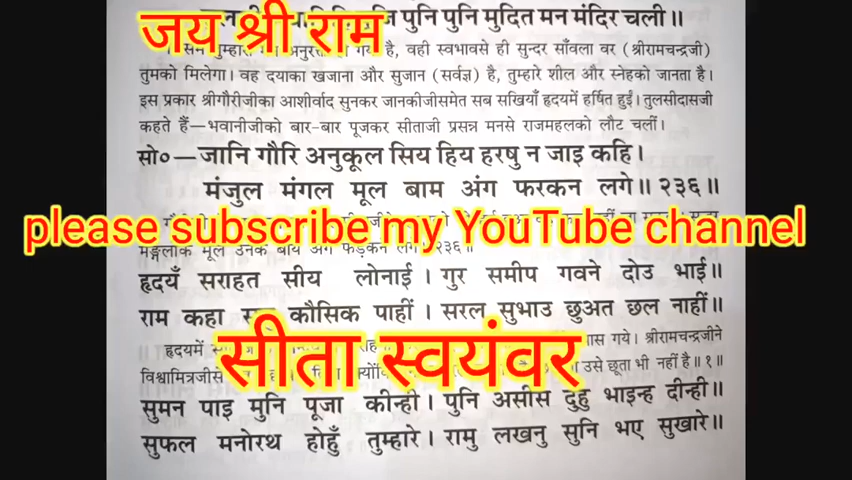 पुनि पुनि मुदित मन मंदिर चली॥
जय श्री राम
है, वही स्वभावसे ही सुन्दर साँवला वर (श्रीरामचन्द्रजी)
तुमको मिलेगा। वह दयाका खजाना और सुजान (सर्वज्ञ) है, तुम्हारे शील और स्नेहको जानता है।
इस प्रकार श्रीगौरीजीका आशीर्वाद सुनकर जानकीजीसमेत सब सखियाँ हृदयमें हर्षित हुईं। तुलसीदासजी
कहते हैं—भवानीजीको बार-बार पूजकर सीताजी प्रसन्न मनसे राजमहलको लौट चलीं।
सो०—जानि गौरि अनुकूल सिय हिय हरषु न जाइ कहि।
मंजुल मंगल मूल बाम अंग फरकन लगे॥ २३६॥
please subscribe my YouTube channel
मूल उनके बायें अंग फड़कने लगे॥ २३६॥
हृदयँ सराहत सीय लोनाई। गुर समीप गवने दोउ भाई॥
राम कहा कौसिक पाहीं। सरल सुभाउ छुअत छल नाहीं॥
हृदयमें गये। श्रीरामचन्द्रजीने
सीता स्वयंवर
विश्वामित्रजीसे उसे छूता भी नहीं है॥ १॥
सुमन पाइ मुनि पूजा कीन्ही। पुनि असीस दुहु भाइन्ह दीन्ही॥
सुफल मनोरथ होहुँ तुम्हारे। रामु लखनु सुनि भए सुखारे॥